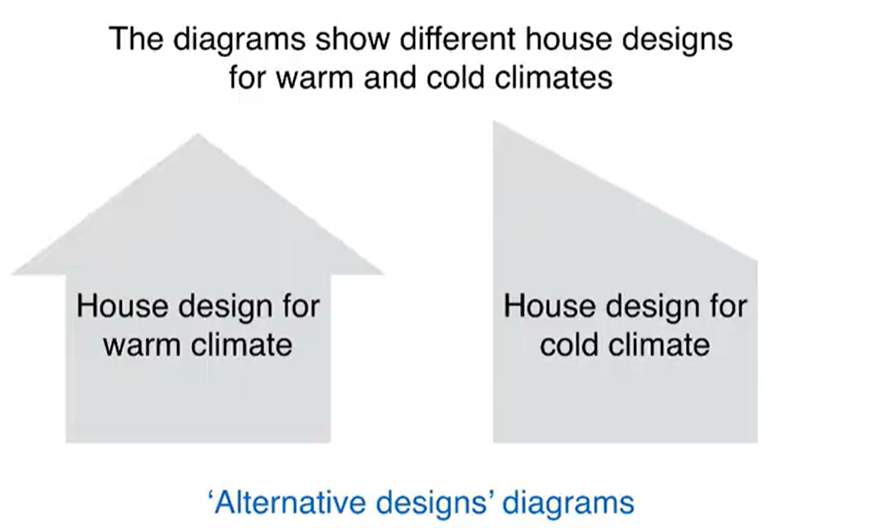 The diagrams show different house designs
for warm and cold climates
House design for
warm climate
House design for
cold climate
‘Alternative designs’ diagrams